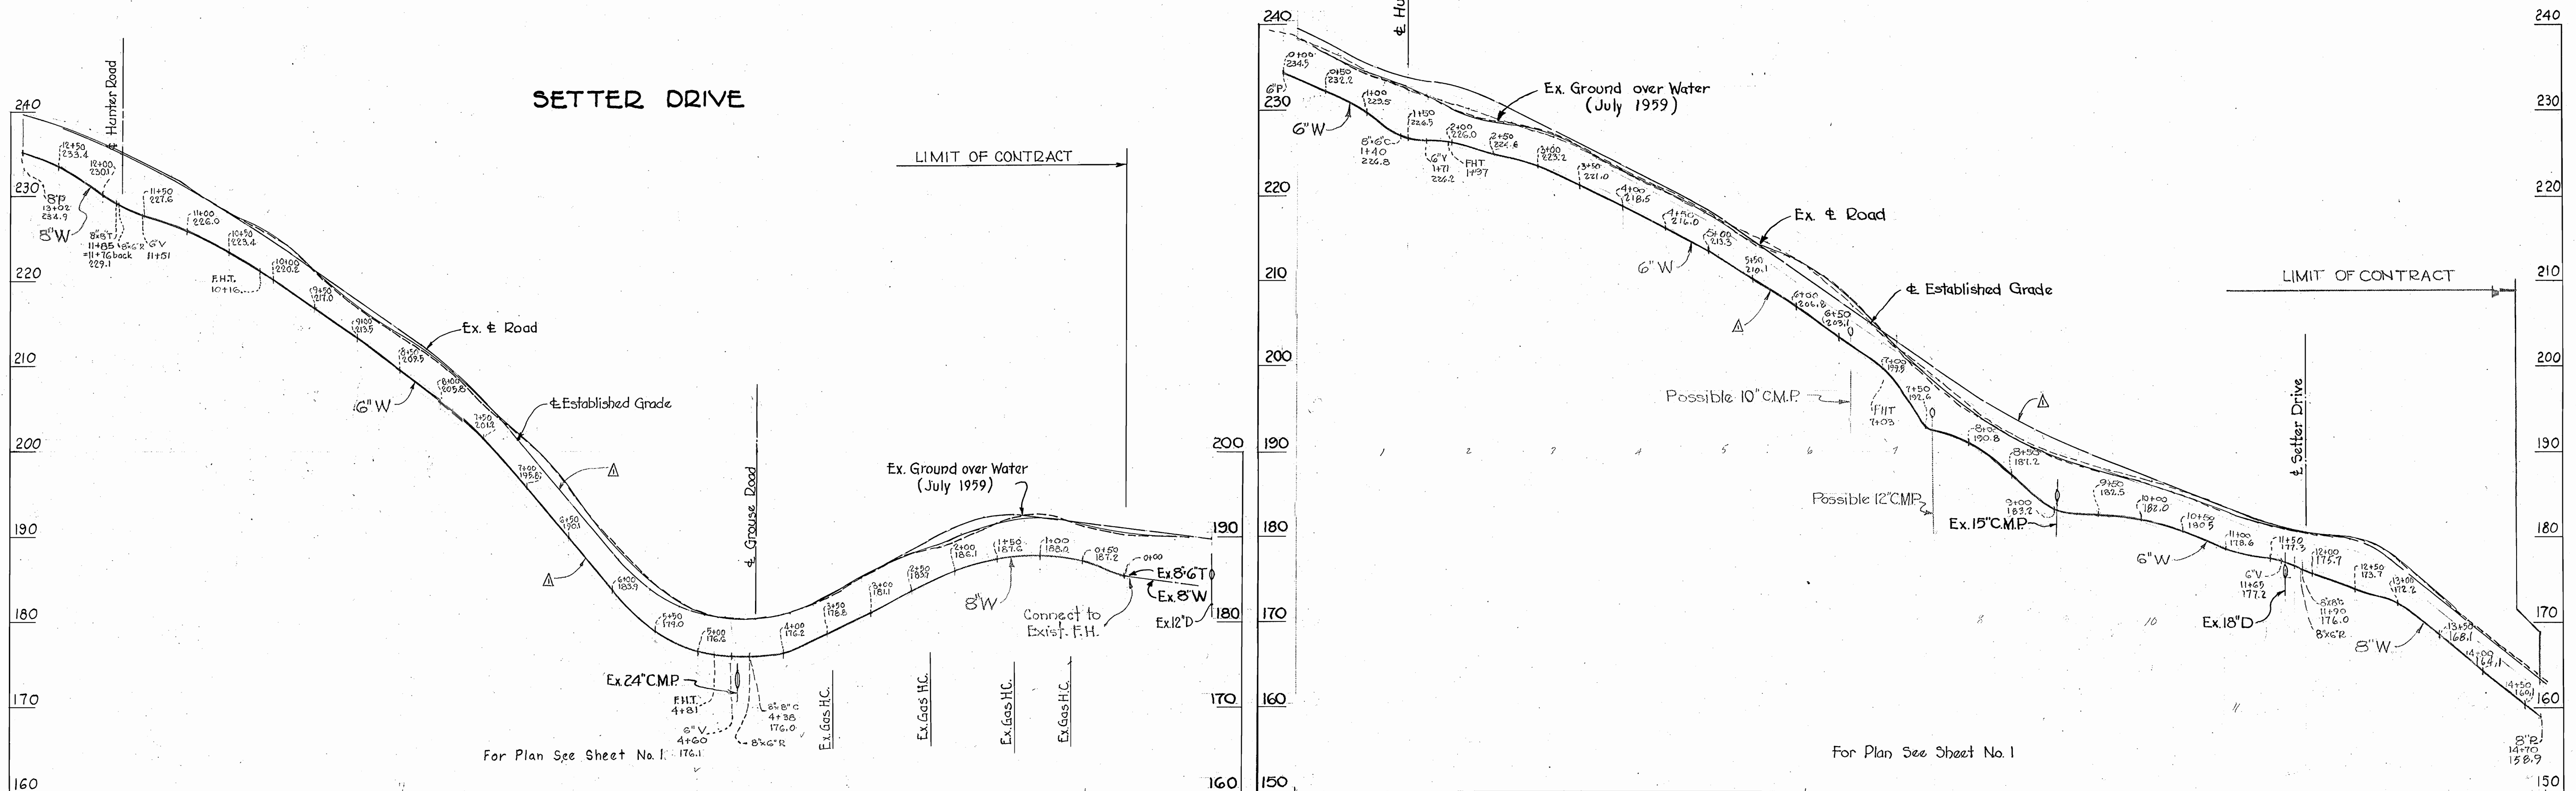 SETTER DRIVE
240
230
220
210
200
190
180
170
160
℄ Hunter Road
12+50
233.4
12+00
230.1
11+50
227.6
11+00
226.0
10+50
223.4
10+00
220.2
9+50
217.0
9+00
213.5
8+50
209.5
8+00
205.8
7+50
201.2
7+00
195.8
6+50
190.1
6+00
183.9
5+50
179.0
5+00
176.6
4+00
176.2
3+50
178.8
3+00
181.1
2+50
183.7
2+00
186.1
1+50
187.6
1+00
188.0
0+50
187.2
0+00
8"P
13+02
234.9
8"W
8"x8"T
11+85
=11+76 back
229.1
8"x6"R
6"V
11+51
F.H.T.
10+16
6"W
Ex. ℄ Road
℄ Established Grade
℄ Grouse Road
LIMIT OF CONTRACT
Ex. Ground over Water
(July 1959)
8"W
Ex.8"6T
Ex.8"W
Connect to
Exist. F.H.
Ex.12"D
Ex.24"C.M.P.
F.H.T.
4+81
6"V
4+60
176.1
8"x8"C
4+38
176.0
8"x6"R
Ex.Gas H.C.
Ex.Gas H.C.
Ex.Gas H.C.
Ex.Gas H.C.
For Plan See Sheet No. 1
200
190
180
170
160
240
230
220
210
200
190
180
170
160
150
℄ Hu
0+00
234.5
0+50
232.2
1+00
229.5
1+50
226.5
2+00
226.0
2+50
224.6
3+00
223.2
3+50
221.0
4+00
218.5
4+50
216.0
5+00
213.3
5+50
210.1
6+00
206.8
6+50
203.1
7+00
199.5
7+50
192.6
8+00
190.8
8+50
187.2
9+00
183.2
9+50
182.5
10+00
182.0
10+50
180.5
11+00
178.6
11+50
177.3
12+00
175.7
12+50
173.7
13+00
172.2
13+50
168.1
14+00
164.1
14+50
160.1
6"P
6"W
8"x6"C
1+40
226.8
6"V
1+71
226.2
F.H.T.
1+97
Ex. Ground over Water
(July 1959)
Ex. ℄ Road
6"W
℄ Established Grade
Possible 10"C.M.P.
FHT
7+03
Possible 12"C.M.P.
Ex.15"C.M.P.
6"W
6"V
11+65
177.2
Ex.18"D
8"x8"C
11+90
176.0
8"x6"R
8"W
℄ Setter Drive
LIMIT OF CONTRACT
8"P
14+70
158.9
For Plan See Sheet No. 1
240
230
220
210
200
190
180
170
160
150